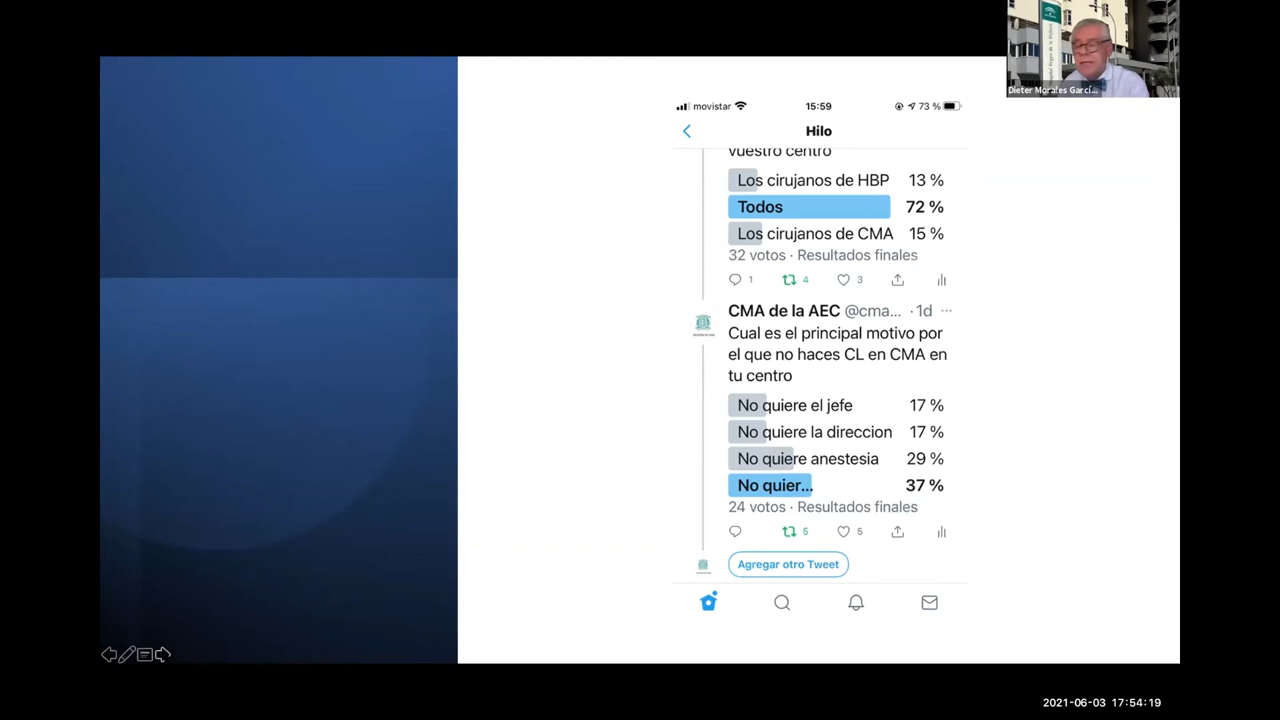 Dieter Morales Garcí...
movistar 15:59 73 %
Hilo
vuestro centro
Los cirujanos de HBP 13 %
Todos 72 %
Los cirujanos de CMA 15 %
32 votos · Resultados finales
1 4 3
CMA de la AEC @cma... · 1d ...
Cual es el principal motivo por
el que no haces CL en CMA en
tu centro
No quiere el jefe 17 %
No quiere la direccion 17 %
No quiere anestesia 29 %
No quier... 37 %
24 votos · Resultados finales
5 5
Agregar otro Tweet
2021-06-03 17:54:19